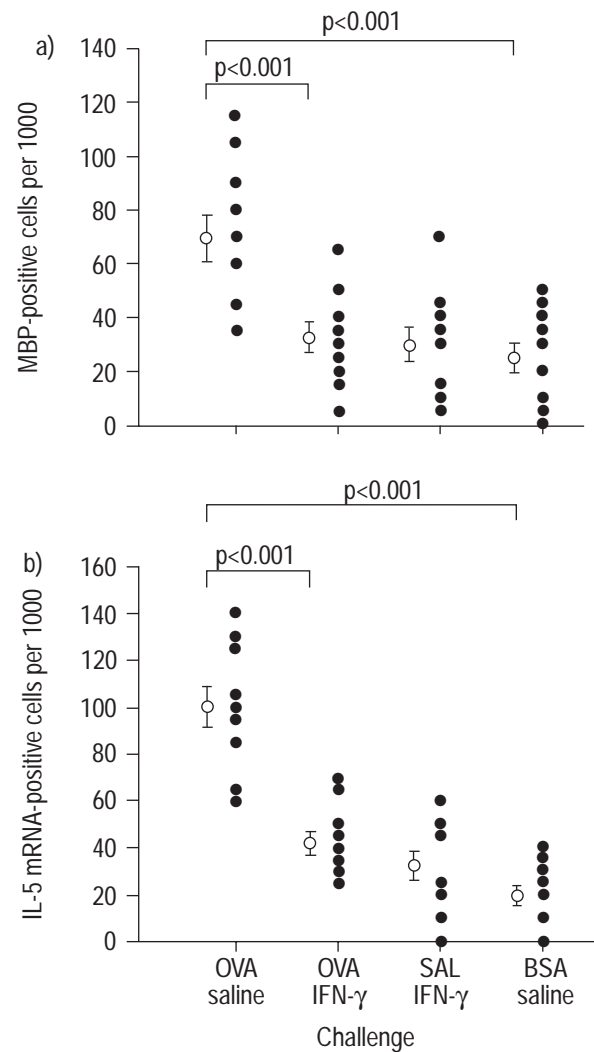 a)
p<0.001
p<0.001
MBP-positive cells per 1000
140
120
100
80
60
40
20
0
b)
p<0.001
p<0.001
IL-5 mRNA-positive cells per 1000
160
140
120
100
80
60
40
20
0
OVA saline
OVA IFN-γ
SAL IFN-γ
BSA saline
Challenge